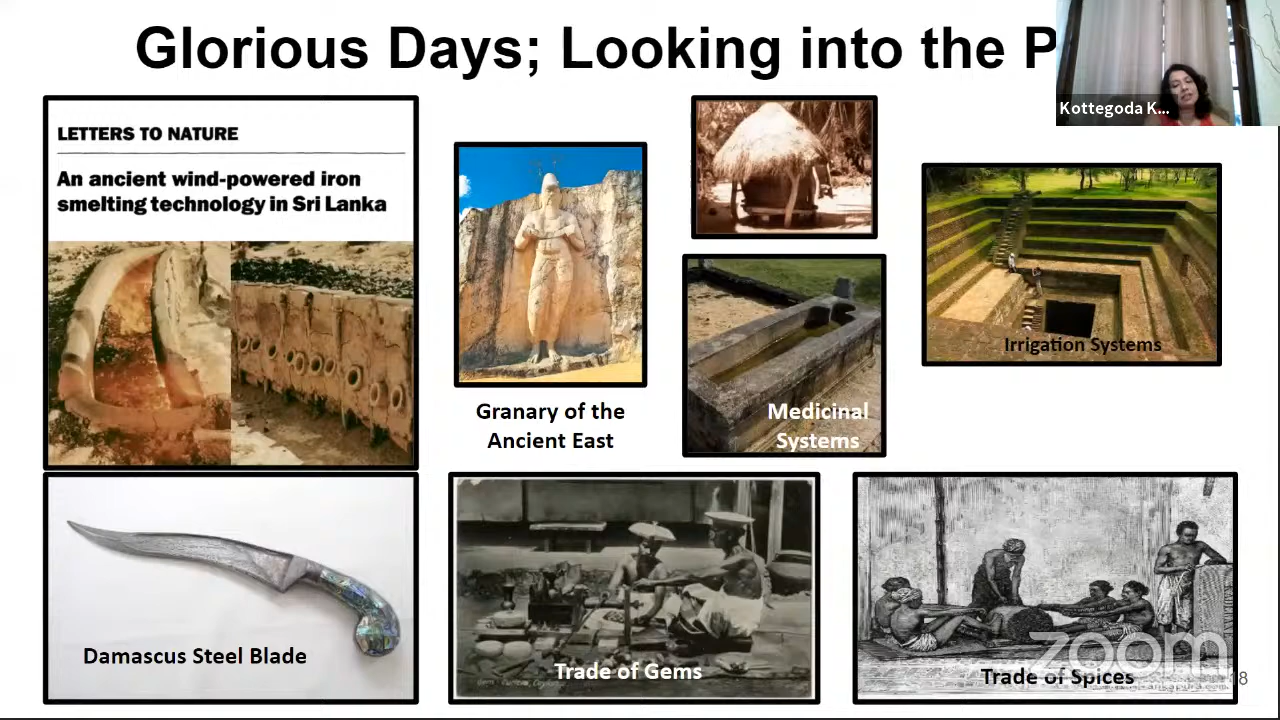 Glorious Days; Looking into the P
Kottegoda K...
LETTERS TO NATURE
An ancient wind-powered iron
smelting technology in Sri Lanka
Granary of the
Ancient East
Medicinal
Systems
Irrigation Systems
Damascus Steel Blade
Trade of Gems
Trade of Spices
zoom
8